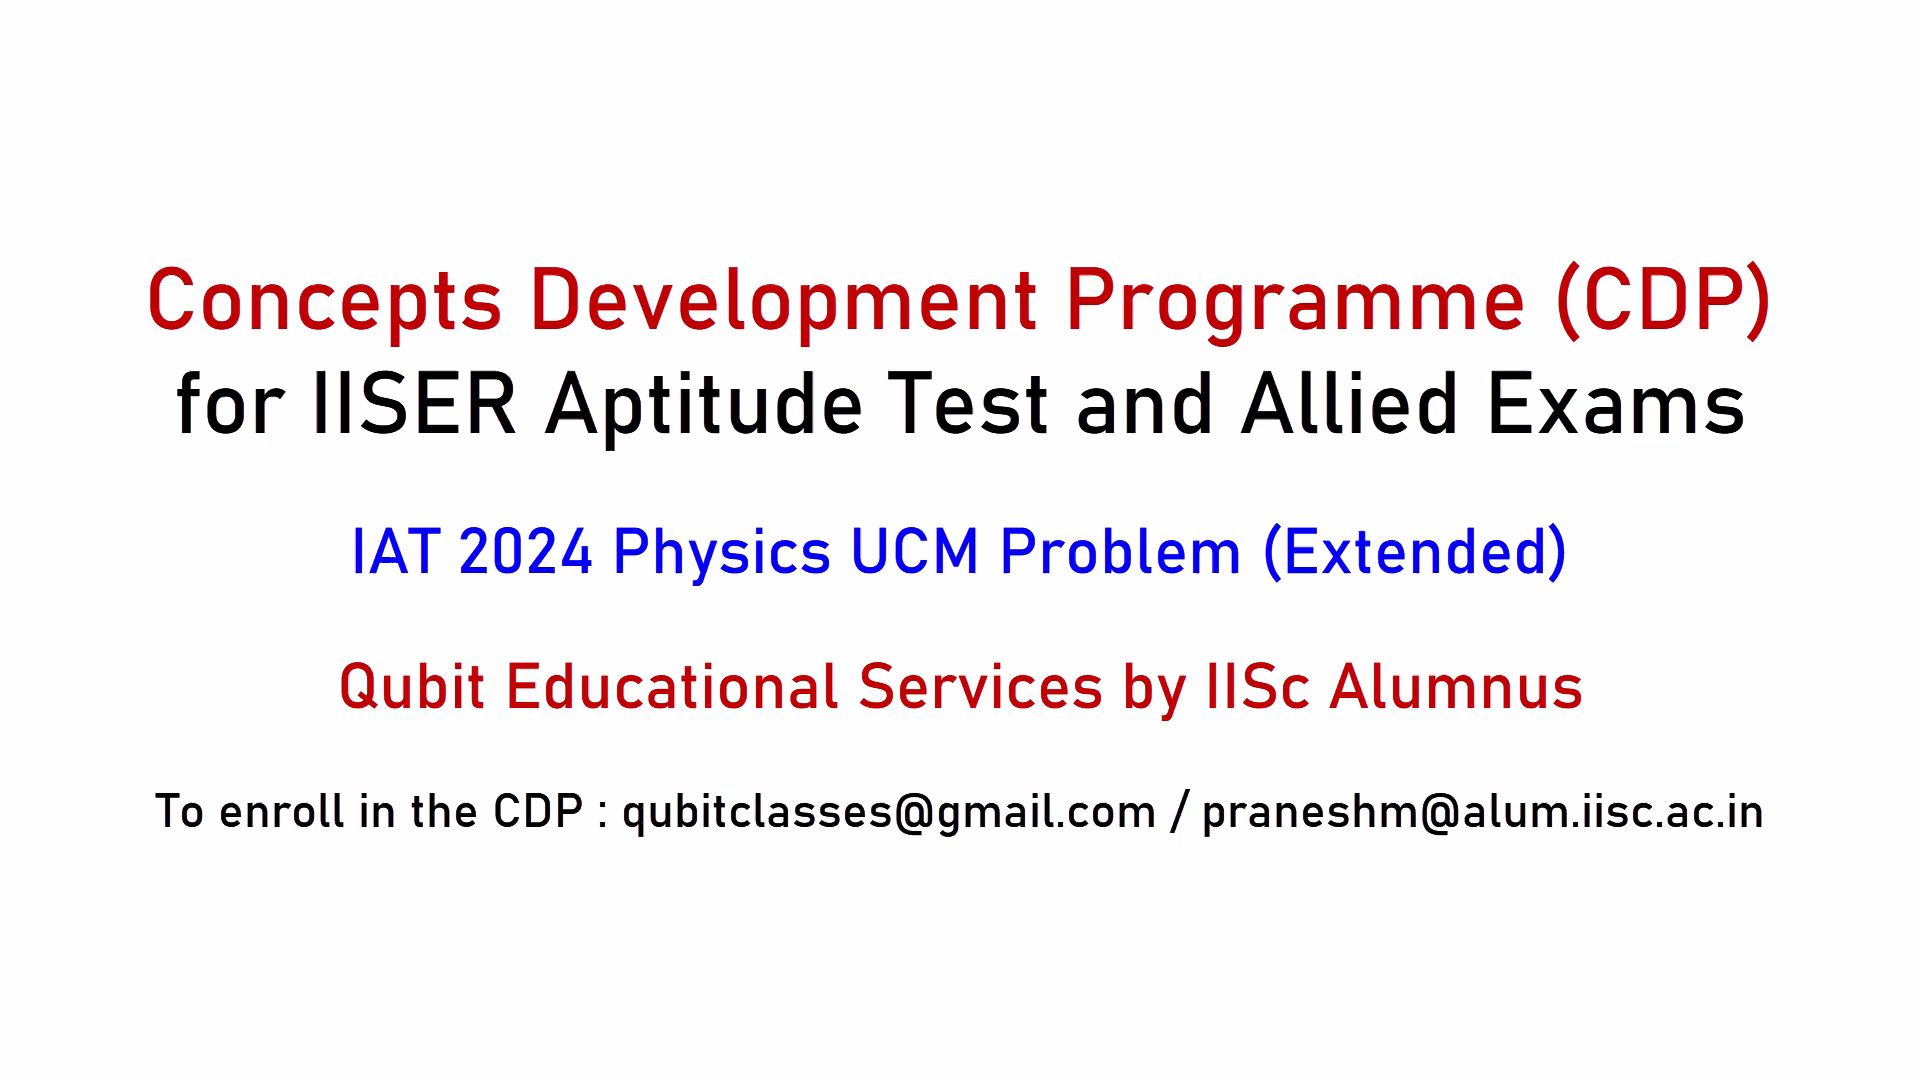 Concepts Development Programme (CDP)
for IISER Aptitude Test and Allied Exams
IAT 2024 Physics UCM Problem (Extended)
Qubit Educational Services by IISc Alumnus
To enroll in the CDP : qubitclasses@gmail.com / praneshm@alum.iisc.ac.in